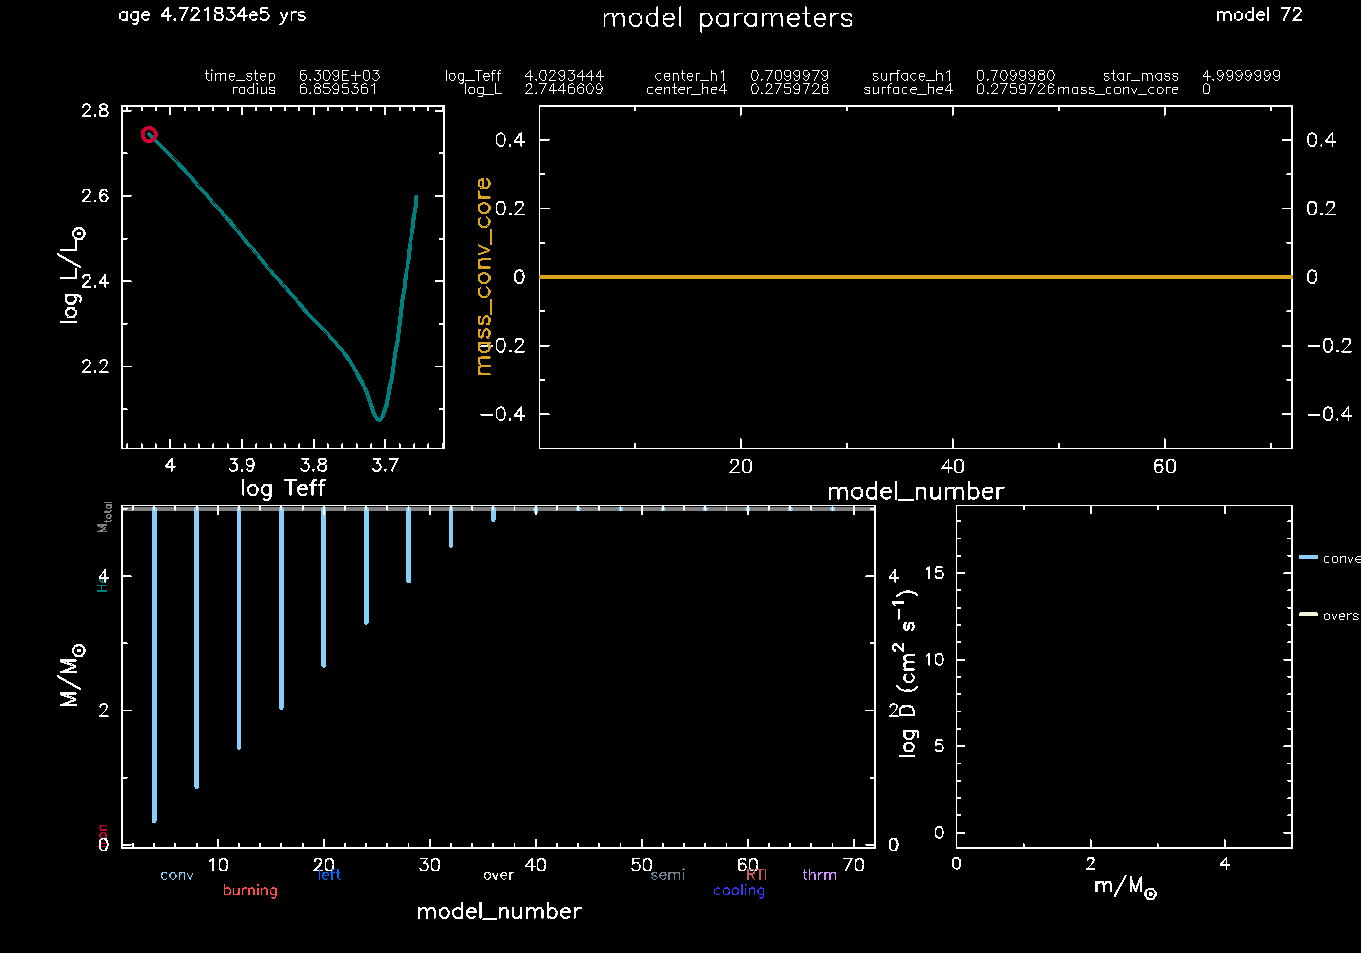 age 4.721834e5 yrs model parameters model 72
time_step 6.309E+03 log_Teff 4.0293444 center_h1 0.7099979 surface_h1 0.7099980 star_mass 4.9999999
radius 6.8595361 log_L 2.7446609 center_he4 0.2759726 surface_he4 0.2759726 mass_conv_core 0
2.8
2.6
2.4
2.2
log L/L☉
4 3.9 3.8 3.7
log Teff
mass_conv_core
0.4 0.4
0.2 0.2
0 0
−0.2 −0.2
−0.4 −0.4
20 40 60
model_number
Mtotal
4 4
2 2
0 0
M/M☉
10 20 30 40 50 60 70
conv left over semi RTI thrm
burning cooling
model_number
log D (cm² s⁻¹)
15
10
5
0
0 2 4
m/M☉
conve
overs